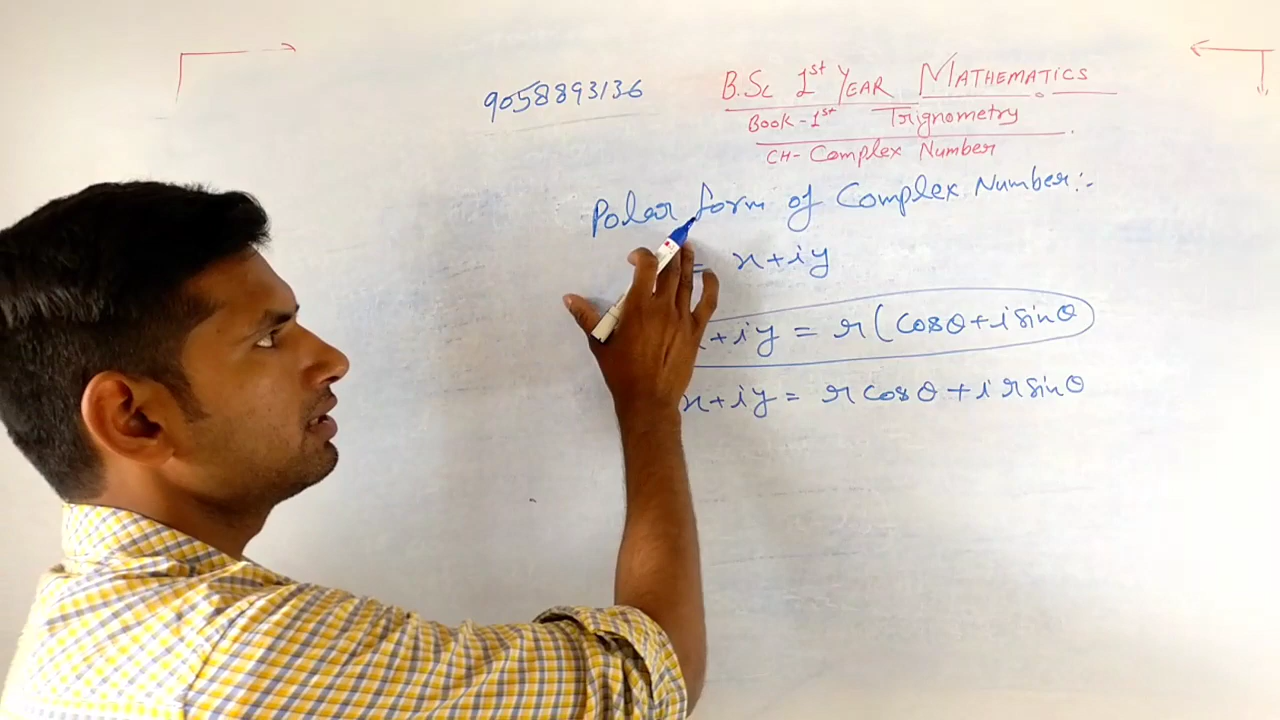 9058893136
B.Sc 1st YEAR MATHEMATICS
Book-1st Trignometry
CH- Complex Number
Polar form of Complex Number:-
= x+iy
x+iy = r(cosθ+i sinθ
x+iy = r cosθ + i r sinθ